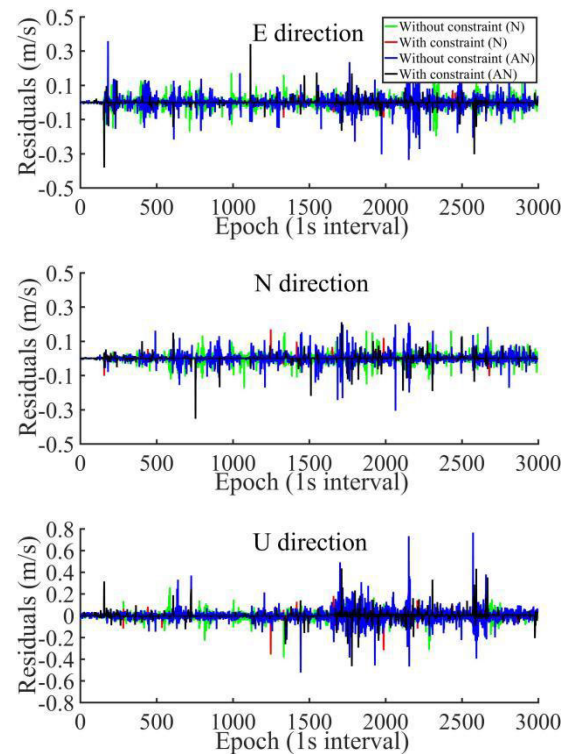 E direction
Without constraint (N)
With constraint (N)
Without constraint (AN)
With constraint (AN)
Residuals (m/s)
0.5
0.3
0.1
-0.1
-0.3
-0.5
0 500 1000 1500 2000 2500 3000
Epoch (1s interval)
N direction
Residuals (m/s)
0.5
0.3
0.1
-0.1
-0.3
-0.5
0 500 1000 1500 2000 2500 3000
Epoch (1s interval)
U direction
Residuals (m/s)
0.8
0.6
0.4
0.2
0
-0.2
-0.4
-0.6
-0.8
0 500 1000 1500 2000 2500 3000
Epoch (1s interval)